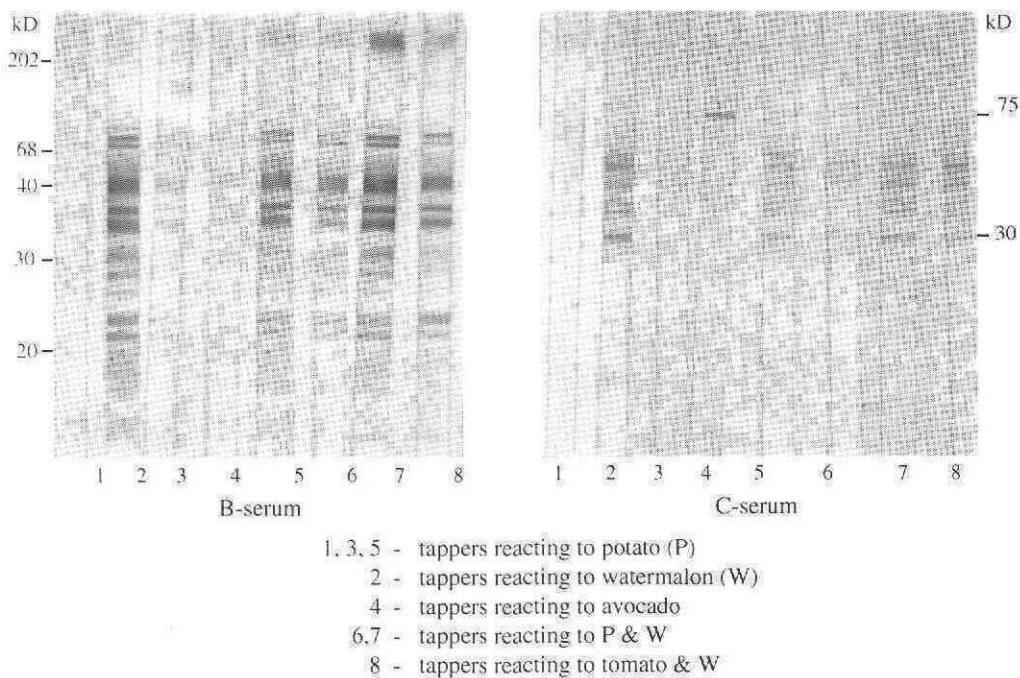 kD
202
68
40
30
20
1 2 3 4 5 6 7 8
B-serum
kD
75
30
1 2 3 4 5 6 7 8
C-serum
1, 3, 5 - tappers reacting to potato (P)
2 - tappers reacting to watermalon (W)
4 - tappers reacting to avocado
6,7 - tappers reacting to P & W
8 - tappers reacting to tomato & W